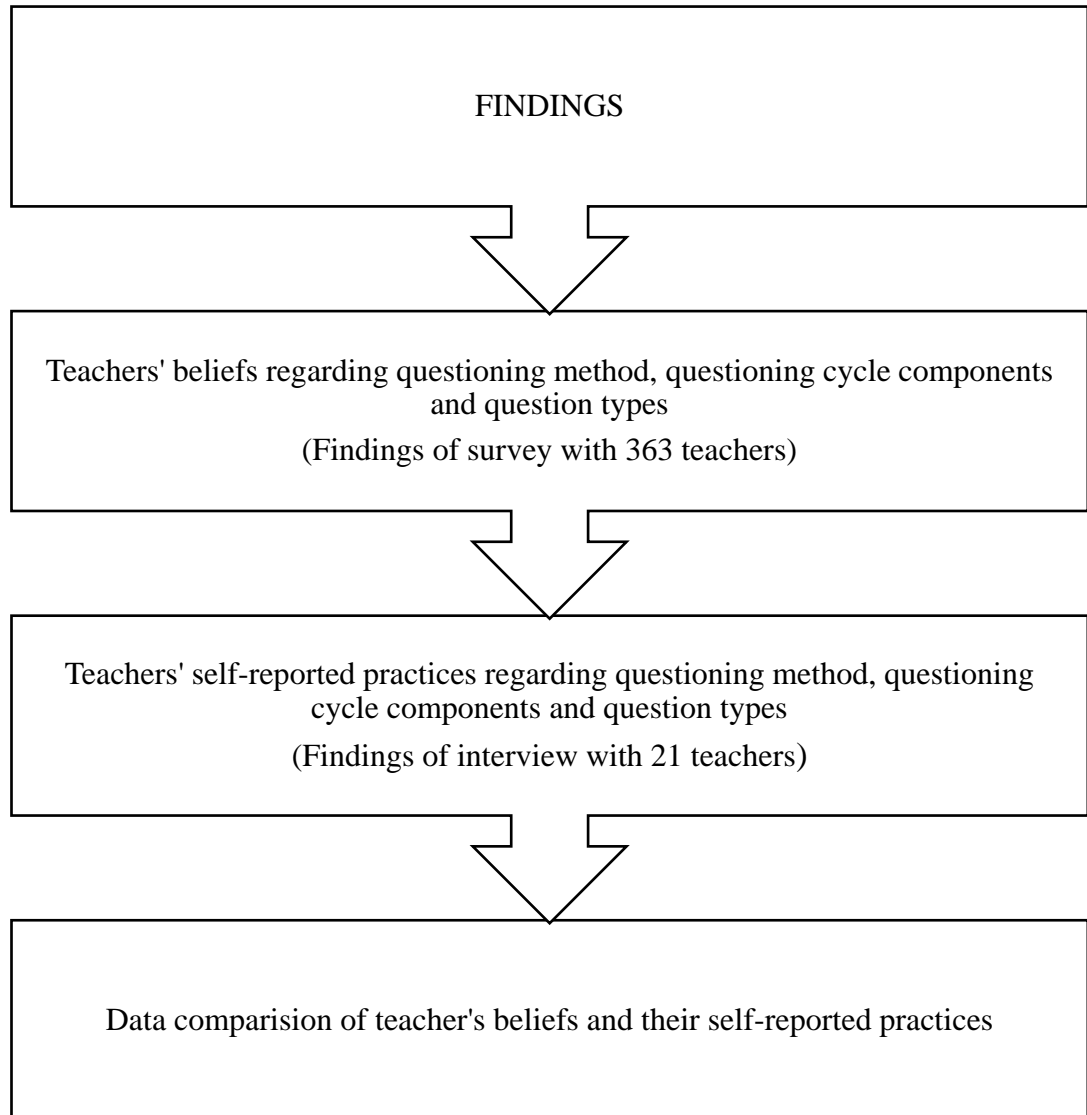 FINDINGS
Teachers' beliefs regarding questioning method, questioning cycle components
and question types
(Findings of survey with 363 teachers)
Teachers' self-reported practices regarding questioning method, questioning
cycle components and question types
(Findings of interview with 21 teachers)
Data comparision of teacher's beliefs and their self-reported practices